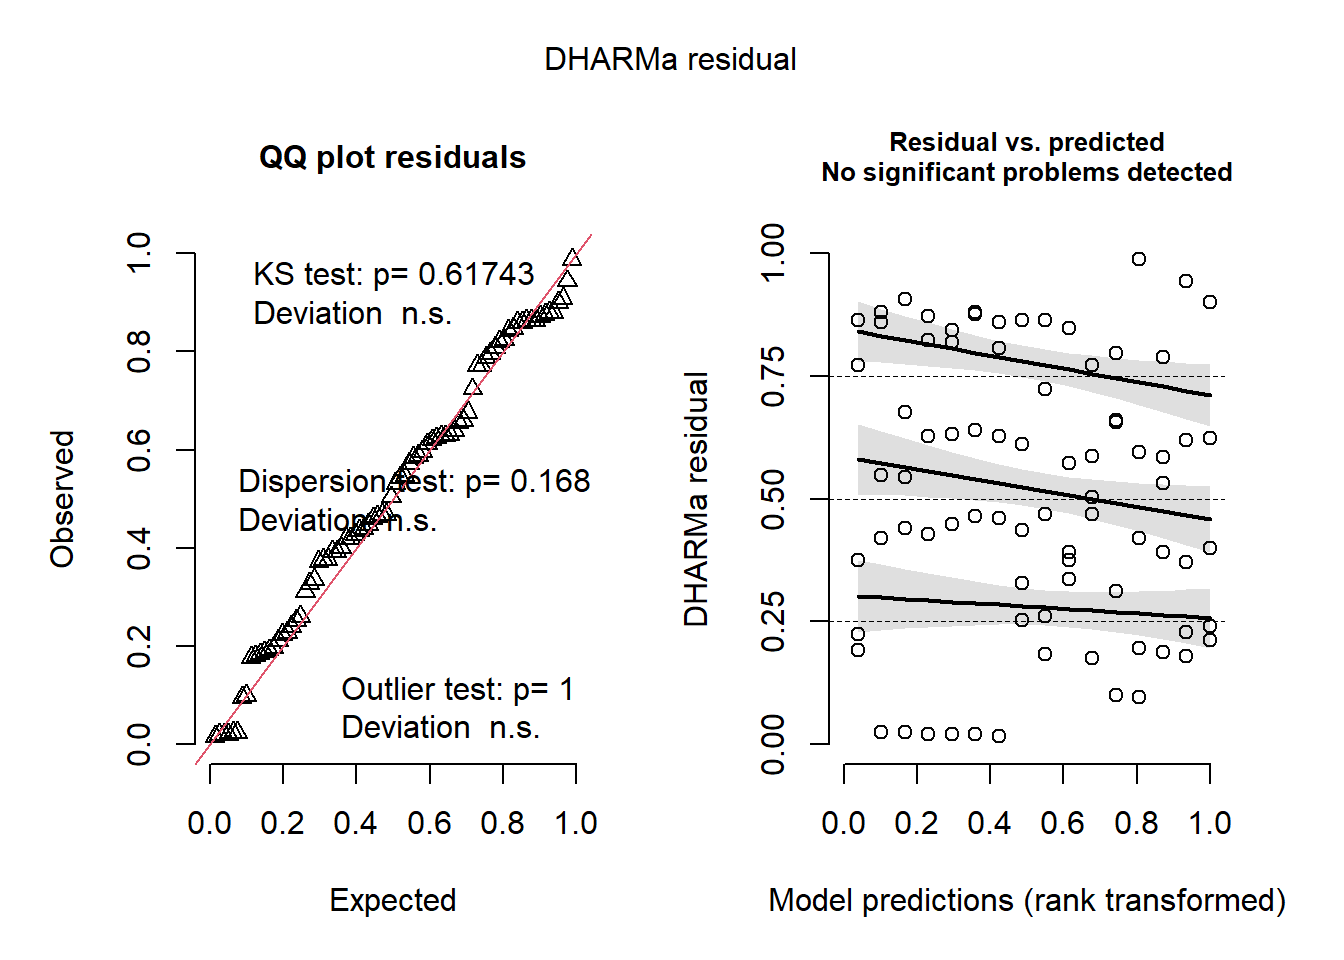 DHARMa residual
QQ plot residuals
KS test: p= 0.61743
Deviation  n.s.
Dispersion test: p= 0.168
Deviation  n.s.
Outlier test: p= 1
Deviation  n.s.
Observed
1.0
0.8
0.6
0.4
0.2
0.0
0.0 0.2 0.4 0.6 0.8 1.0
Expected
Residual vs. predicted
No significant problems detected
DHARMa residual
1.00
0.75
0.50
0.25
0.00
0.0 0.2 0.4 0.6 0.8 1.0
Model predictions (rank transformed)